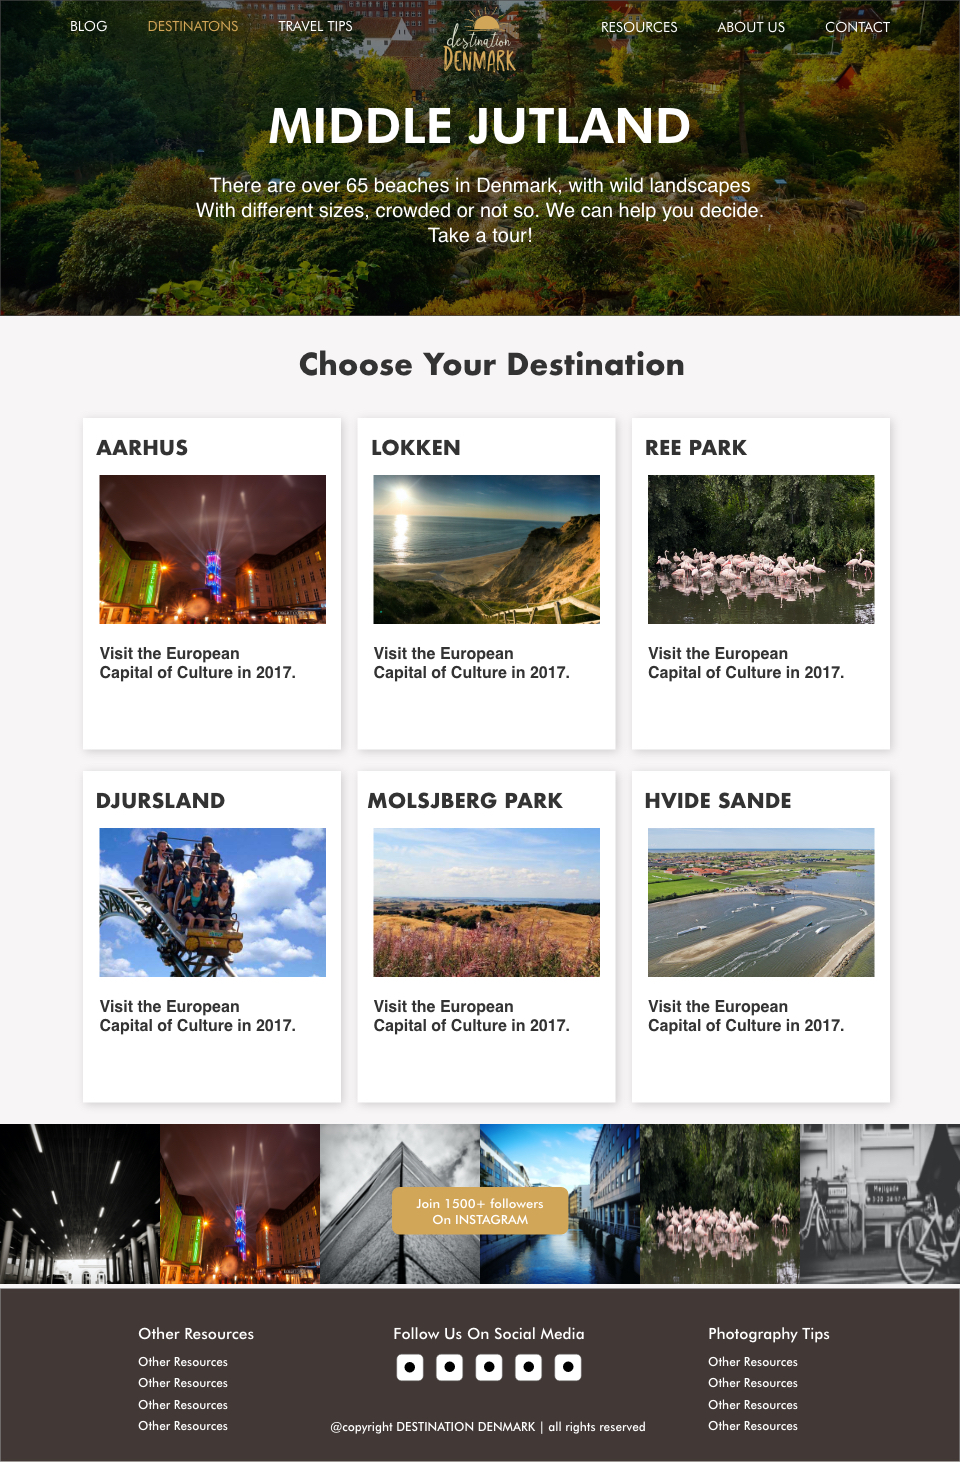 BLOG DESTINATONS TRAVEL TIPS destination DENMARK RESOURCES ABOUT US CONTACT
MIDDLE JUTLAND
There are over 65 beaches in Denmark, with wild landscapes
With different sizes, crowded or not so. We can help you decide.
Take a tour!
Choose Your Destination
AARHUS
Visit the European
Capital of Culture in 2017.
LOKKEN
Visit the European
Capital of Culture in 2017.
REE PARK
Visit the European
Capital of Culture in 2017.
DJURSLAND
Visit the European
Capital of Culture in 2017.
MOLSJBERG PARK
Visit the European
Capital of Culture in 2017.
HVIDE SANDE
Visit the European
Capital of Culture in 2017.
Join 1500+ followers
On INSTAGRAM
Mejlgade
Other Resources
Other Resources
Other Resources
Other Resources
Other Resources
Follow Us On Social Media
@copyright DESTINATION DENMARK | all rights reserved
Photography Tips
Other Resources
Other Resources
Other Resources
Other Resources